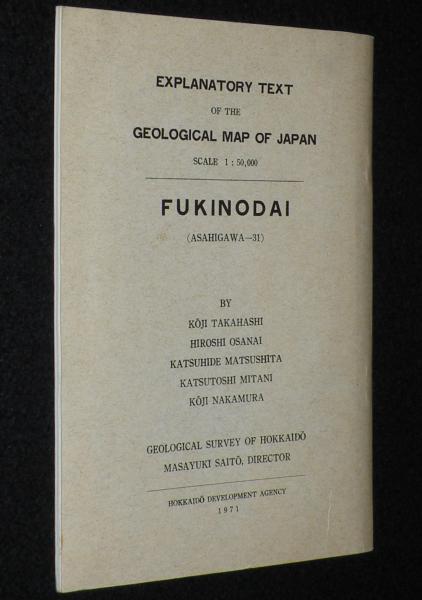 EXPLANATORY TEXT
OF THE
GEOLOGICAL MAP OF JAPAN
SCALE 1 : 50,000
FUKINODAI
(ASAHIGAWA—31)
BY
KŌJI TAKAHASHI
HIROSHI OSANAI
KATSUHIDE MATSUSHITA
KATSUTOSHI MITANI
KŌJI NAKAMURA
GEOLOGICAL SURVEY OF HOKKAIDŌ
MASAYUKI SAITŌ, DIRECTOR
HOKKAIDŌ DEVELOPMENT AGENCY
1971